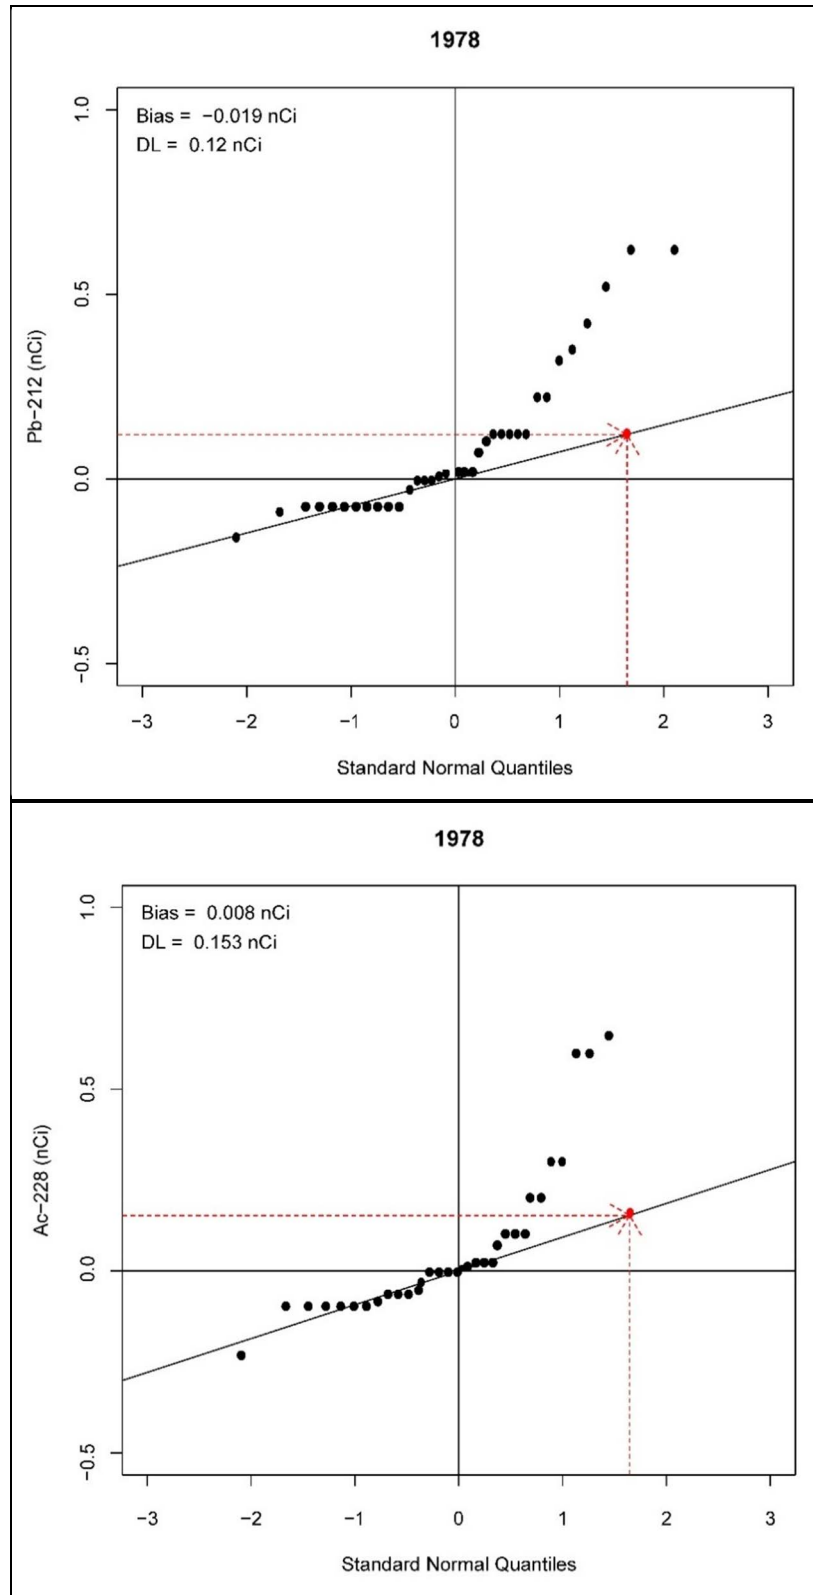 1978
Bias = −0.019 nCi
DL = 0.12 nCi
1.0
0.5
0.0
−0.5
Pb−212 (nCi)
−3 −2 −1 0 1 2 3
Standard Normal Quantiles
1978
Bias = 0.008 nCi
DL = 0.153 nCi
1.0
0.5
0.0
−0.5
Ac−228 (nCi)
−3 −2 −1 0 1 2 3
Standard Normal Quantiles